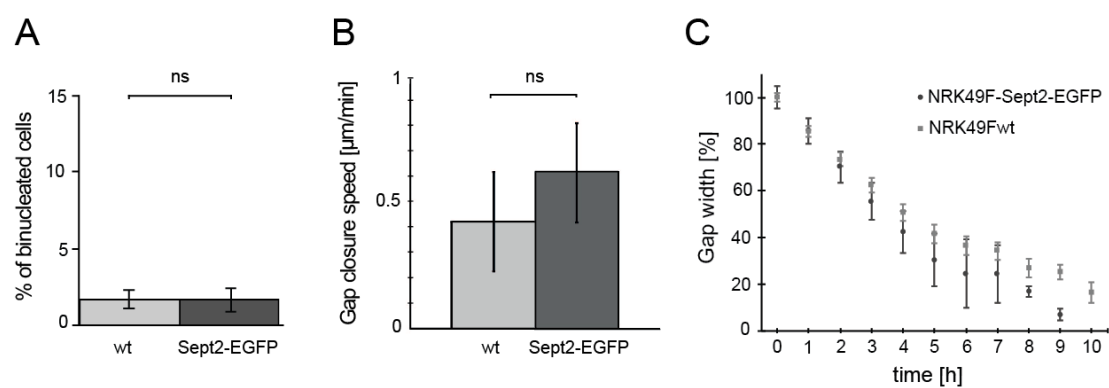 A
ns
15
10
5
0
% of binucleated cells
wt
Sept2-EGFP
B
ns
1
0.5
0
Gap closure speed [µm/min]
wt
Sept2-EGFP
C
NRK49F-Sept2-EGFP
NRK49Fwt
100
80
60
40
20
0
Gap width [%]
0 1 2 3 4 5 6 7 8 9 10
time [h]